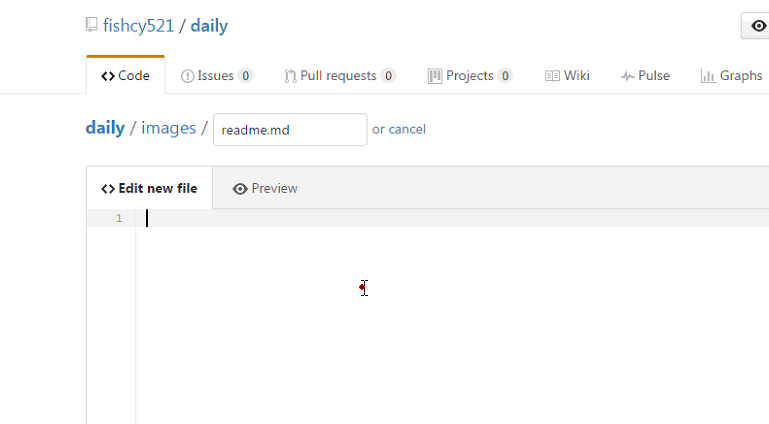 fishcy521 / daily
Code Issues 0 Pull requests 0 Projects 0 Wiki Pulse Graphs
daily / images / readme.md or cancel
Edit new file Preview
1